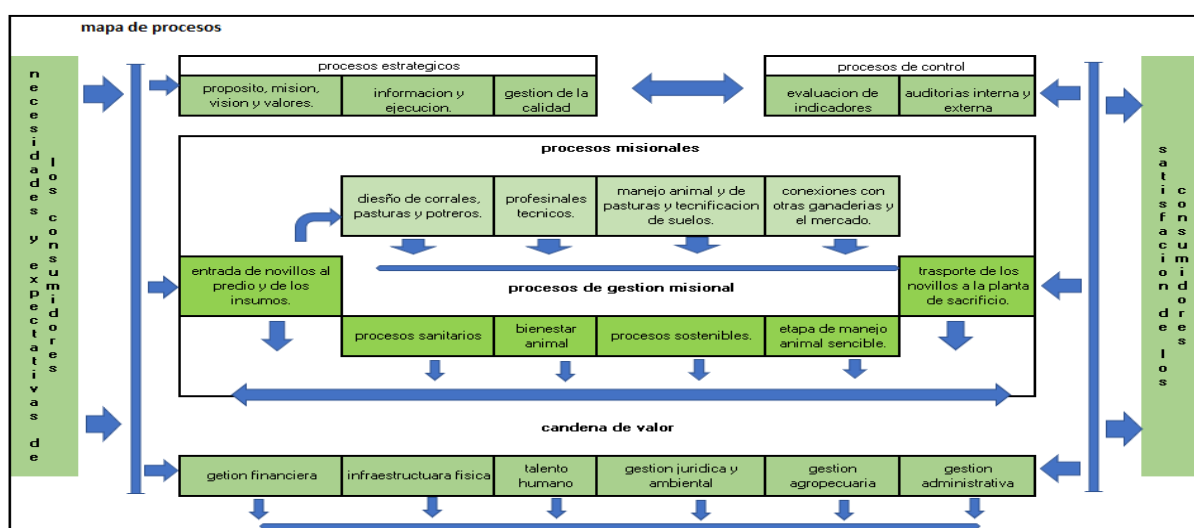 mapa de procesos
necesidades y expectativas de
los consumidores
procesos estrategicos
proposito, mision,
vision y valores.
informacion y
ejecucion.
gestion de la
calidad
procesos de control
evaluacion de
indicadores
auditorias interna y
externa
procesos misionales
diesño de corrales,
pasturas y potreros.
profesinales
tecnicos.
manejo animal y de
pasturas y tecnificacion
de suelos.
conexiones con
otras ganaderias y
el mercado.
entrada de novillos al
predio y de los
insumos.
procesos de gestion misional
trasporte de los
novillos a la planta
de sacrificio.
procesos sanitarios
bienestar
animal
procesos sostenibles.
etapa de manejo
animal sencible.
candena de valor
getion financiera
infraestructuara fisica
talento
humano
gestion juridica y
ambiental
gestion
agropecuaria
gestion
administrativa
satisfacion de los
consumidores